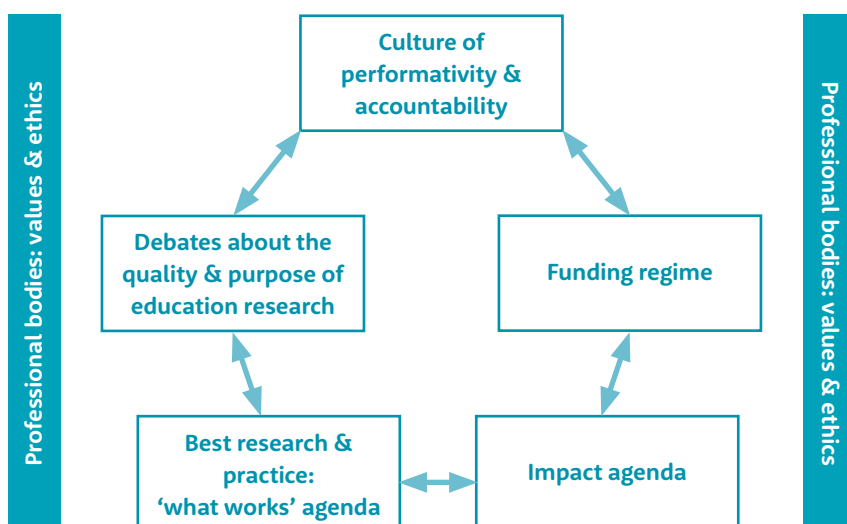 Professional bodies: values & ethics
Culture of
performativity &
accountability
Professional bodies: values & ethics
Debates about the
quality & purpose of
education research
Funding regime
Best research &
practice:
‘what works’ agenda
Impact agenda